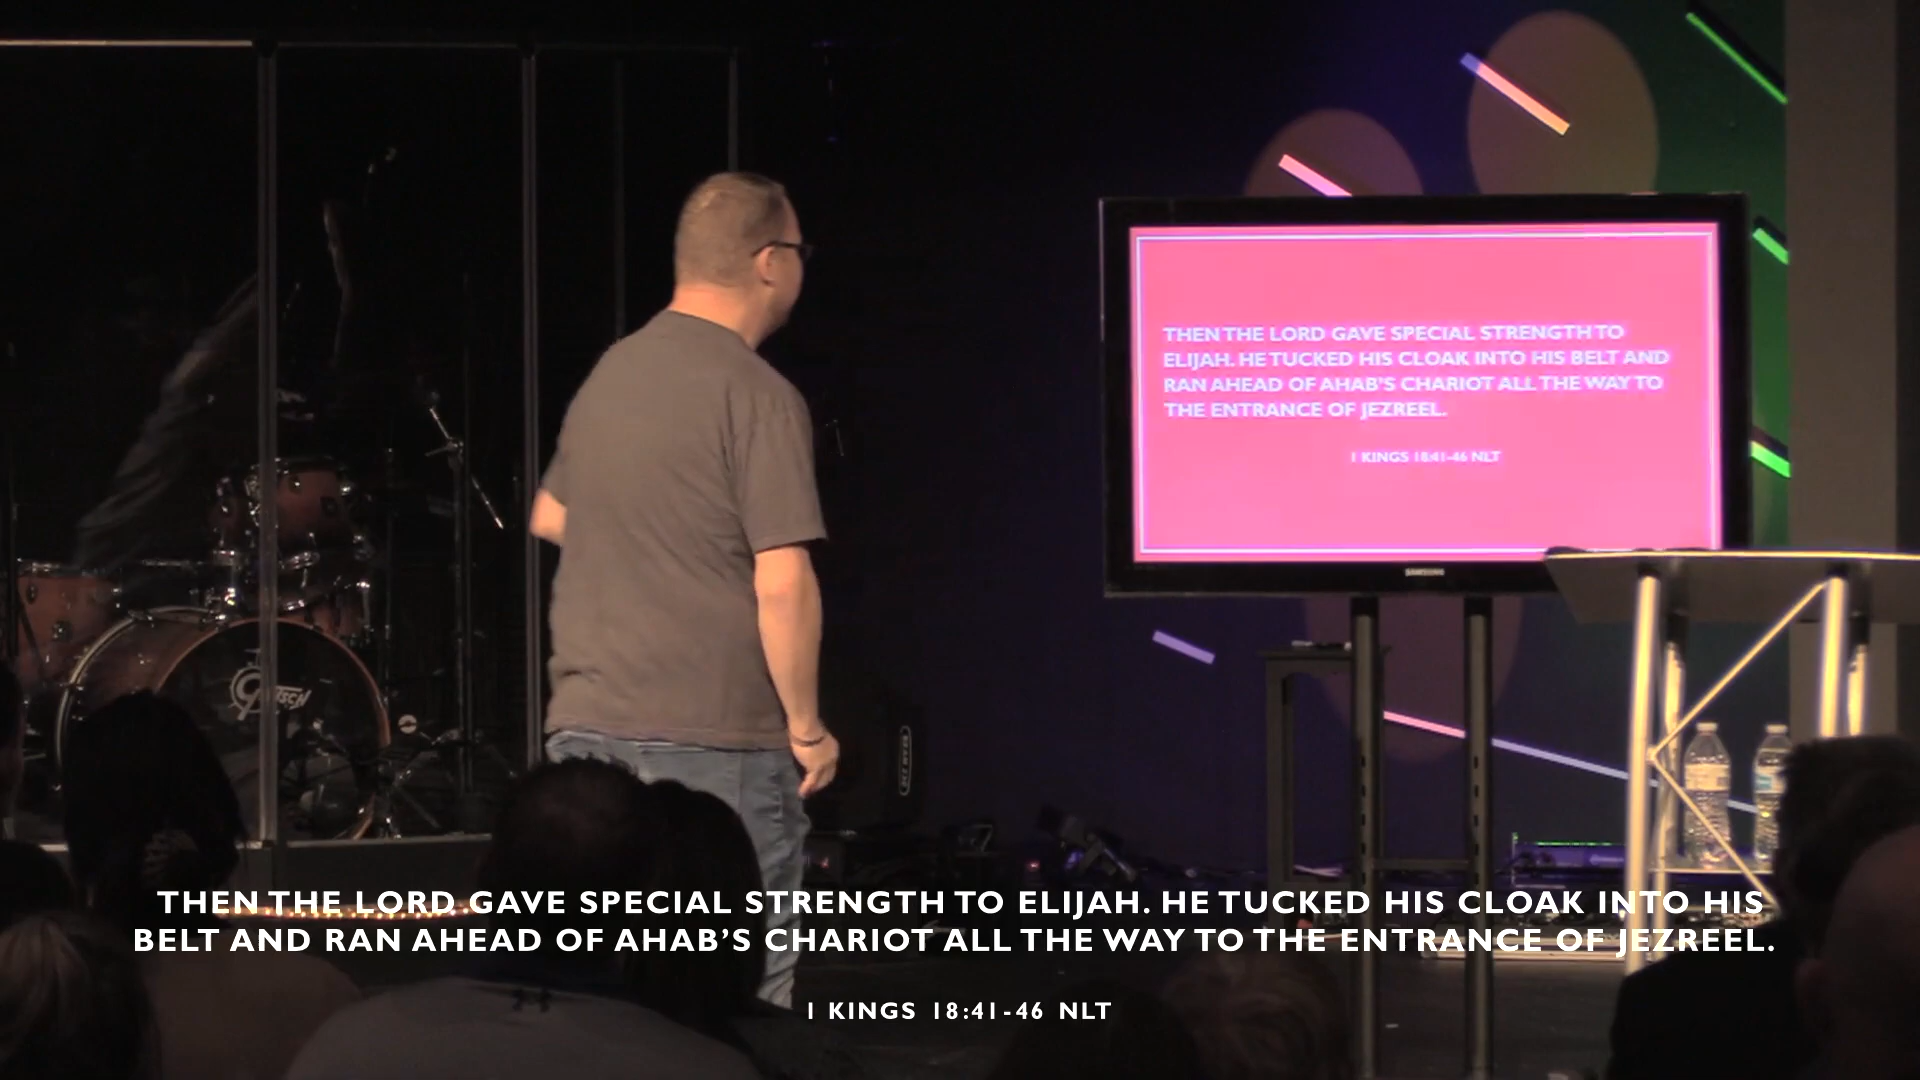 THEN THE LORD GAVE SPECIAL STRENGTH TO
ELIJAH. HE TUCKED HIS CLOAK INTO HIS BELT AND
RAN AHEAD OF AHAB'S CHARIOT ALL THE WAY TO
THE ENTRANCE OF JEZREEL.
1 KINGS 18:41-46 NLT
SAMSUNG
GRETSCH
THEN THE LORD GAVE SPECIAL STRENGTH TO ELIJAH. HE TUCKED HIS CLOAK INTO HIS
BELT AND RAN AHEAD OF AHAB’S CHARIOT ALL THE WAY TO THE ENTRANCE OF JEZREEL.
1 KINGS 18:41-46 NLT